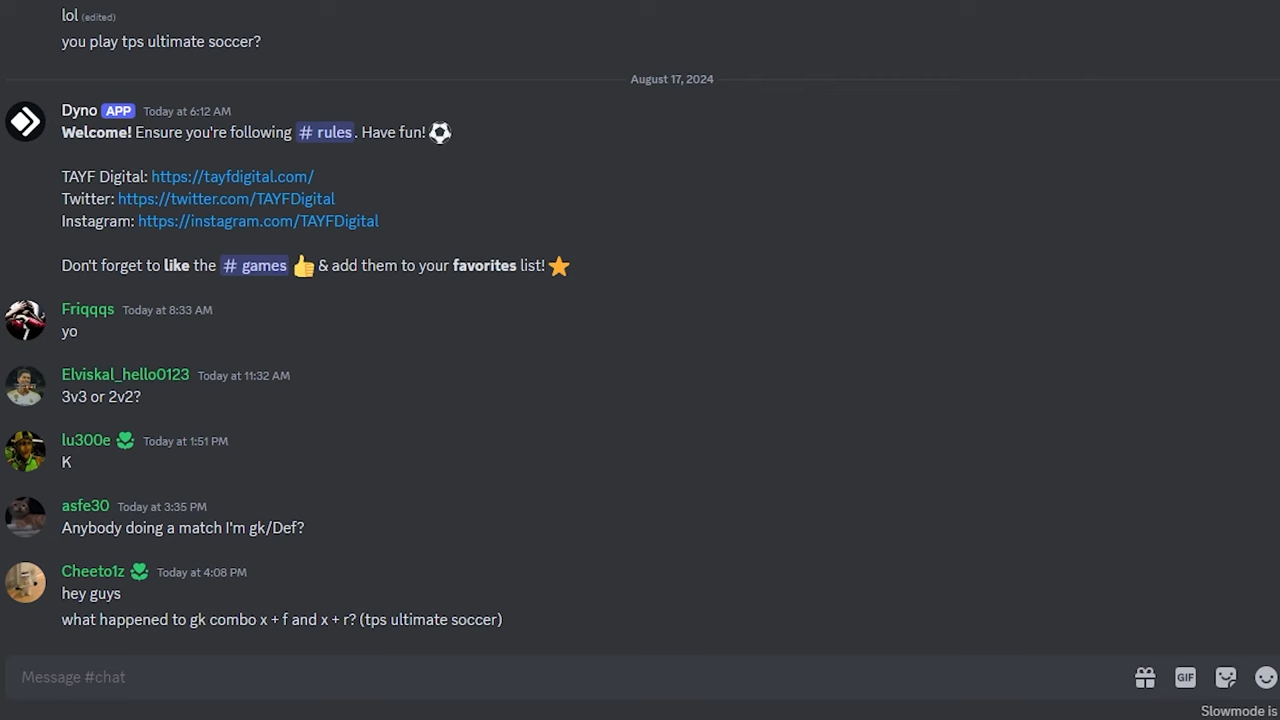 lol (edited)
you play tps ultimate soccer?
August 17, 2024
Dyno APP Today at 6:12 AM
Welcome! Ensure you're following # rules. Have fun! ⚽
TAYF Digital: https://tayfdigital.com/
Twitter: https://twitter.com/TAYFDigital
Instagram: https://instagram.com/TAYFDigital
Don't forget to like the # games 👍 & add them to your favorites list! ⭐
Friqqqs Today at 8:33 AM
yo
Elviskal_hello0123 Today at 11:32 AM
3v3 or 2v2?
lu300e Today at 1:51 PM
K
asfe30 Today at 3:35 PM
Anybody doing a match I'm gk/Def?
Cheeto1z Today at 4:08 PM
hey guys
what happened to gk combo x + f and x + r? (tps ultimate soccer)
Message #chat
GIF
Slowmode is